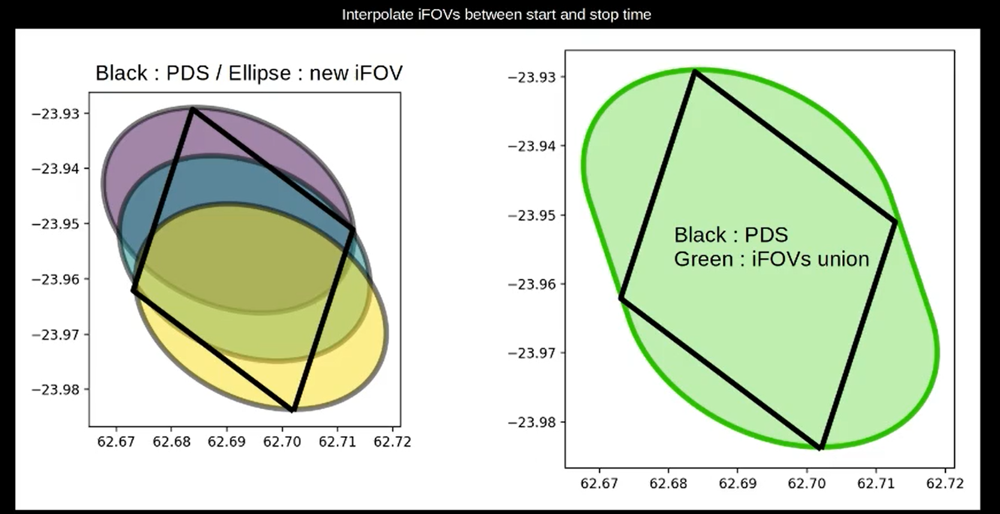 Interpolate iFOVs between start and stop time
Black : PDS / Ellipse : new iFOV
−23.93
−23.94
−23.95
−23.96
−23.97
−23.98
62.67 62.68 62.69 62.70 62.71 62.72
−23.93
−23.94
−23.95
−23.96
−23.97
−23.98
Black : PDS
Green : iFOVs union
62.67 62.68 62.69 62.70 62.71 62.72